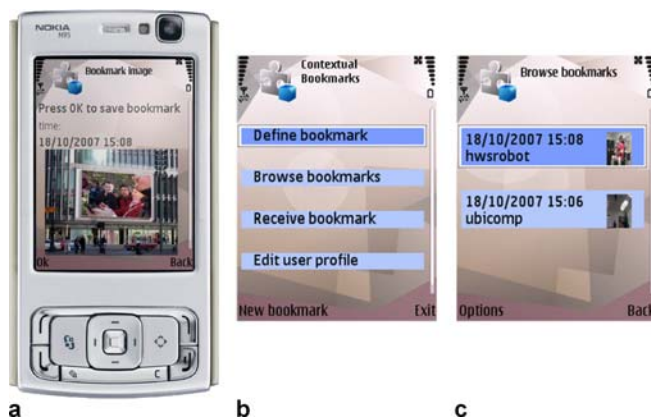 NOKIA
N95
Bookmark image
Press OK to save bookmark
time:
18/10/2007 15:08
Ok
Back
C
a
Contextual
Bookmarks
Define bookmark
Browse bookmarks
Receive bookmark
Edit user profile
New bookmark
Exit
b
Browse bookmarks
18/10/2007 15:08
hwsrobot
18/10/2007 15:06
ubicomp
Options
Back
c